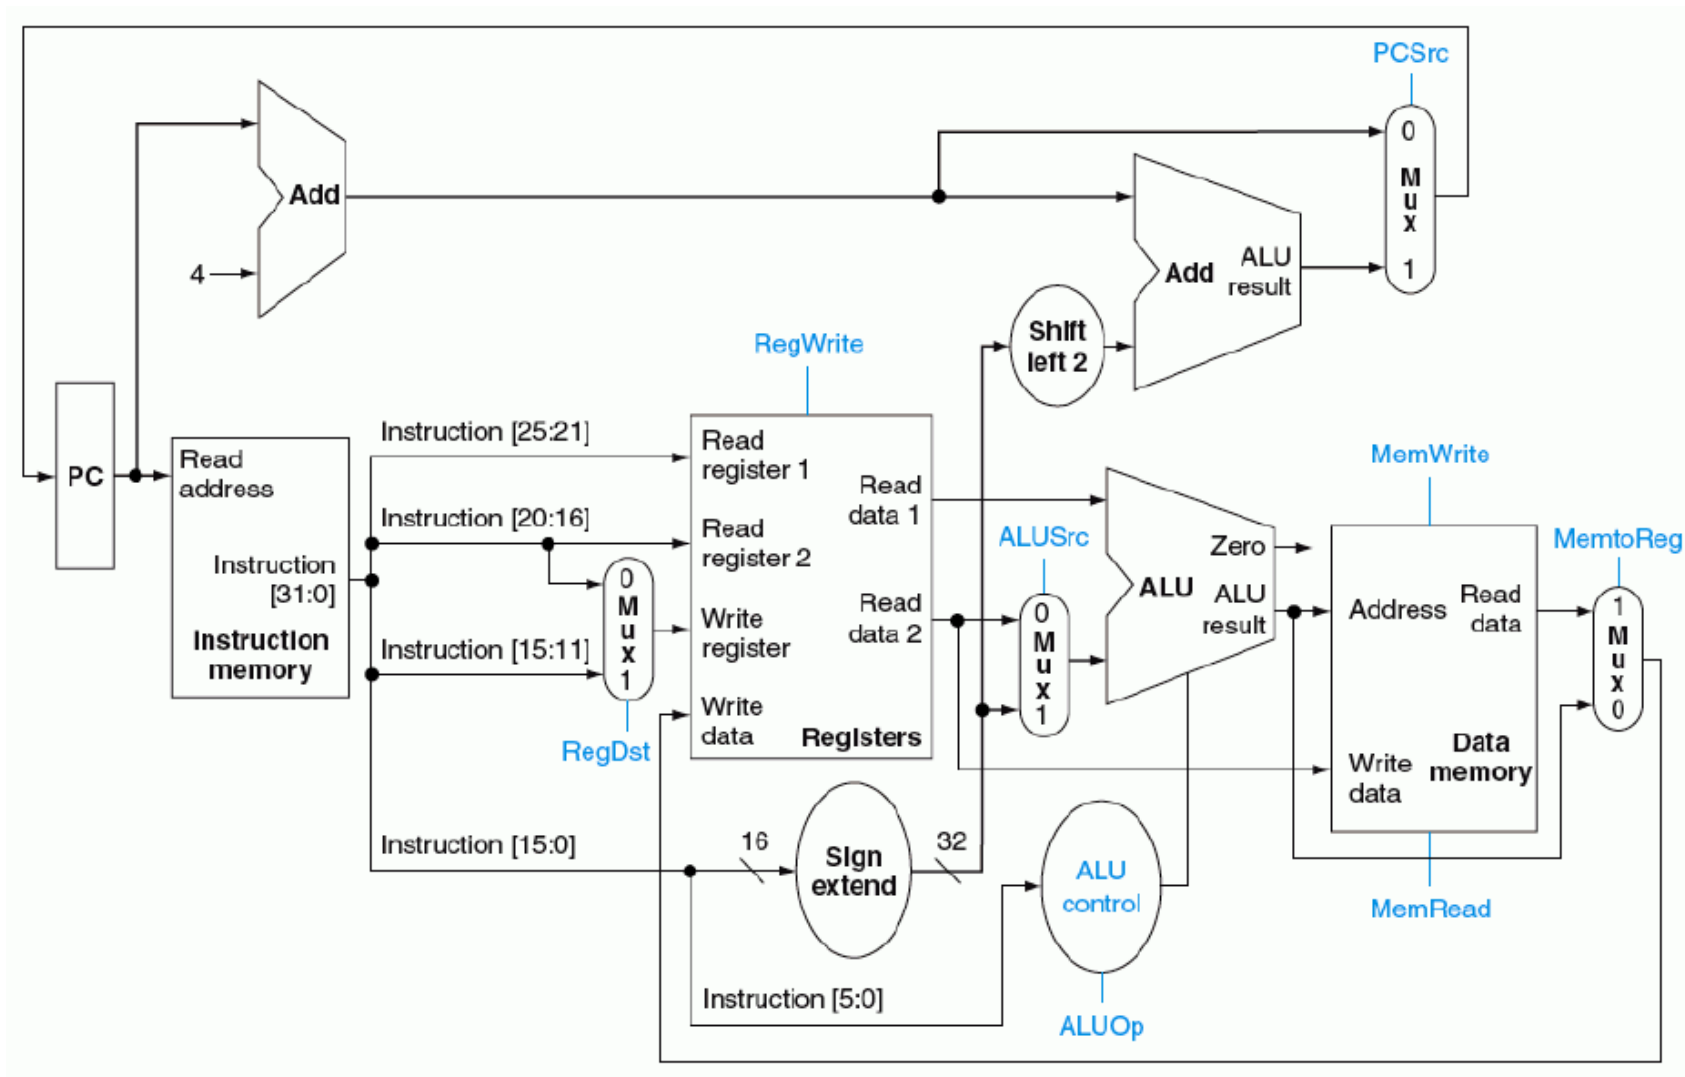 PCSrc
0
M
u
x
1
Add
4
Add
ALU
result
Shift
left 2
RegWrite
PC
Read
address
Instruction
[31:0]
Instruction
memory
Instruction [25:21]
Instruction [20:16]
Instruction [15:11]
0
M
u
x
1
RegDst
Read
register 1
Read
register 2
Write
register
Write
data
Read
data 1
Read
data 2
Registers
ALUSrc
0
M
u
x
1
Zero
ALU
ALU
result
MemWrite
Address
Read
data
Write
data
Data
memory
MemRead
MemtoReg
1
M
u
x
0
Instruction [15:0]
16
Sign
extend
32
ALU
control
Instruction [5:0]
ALUOp